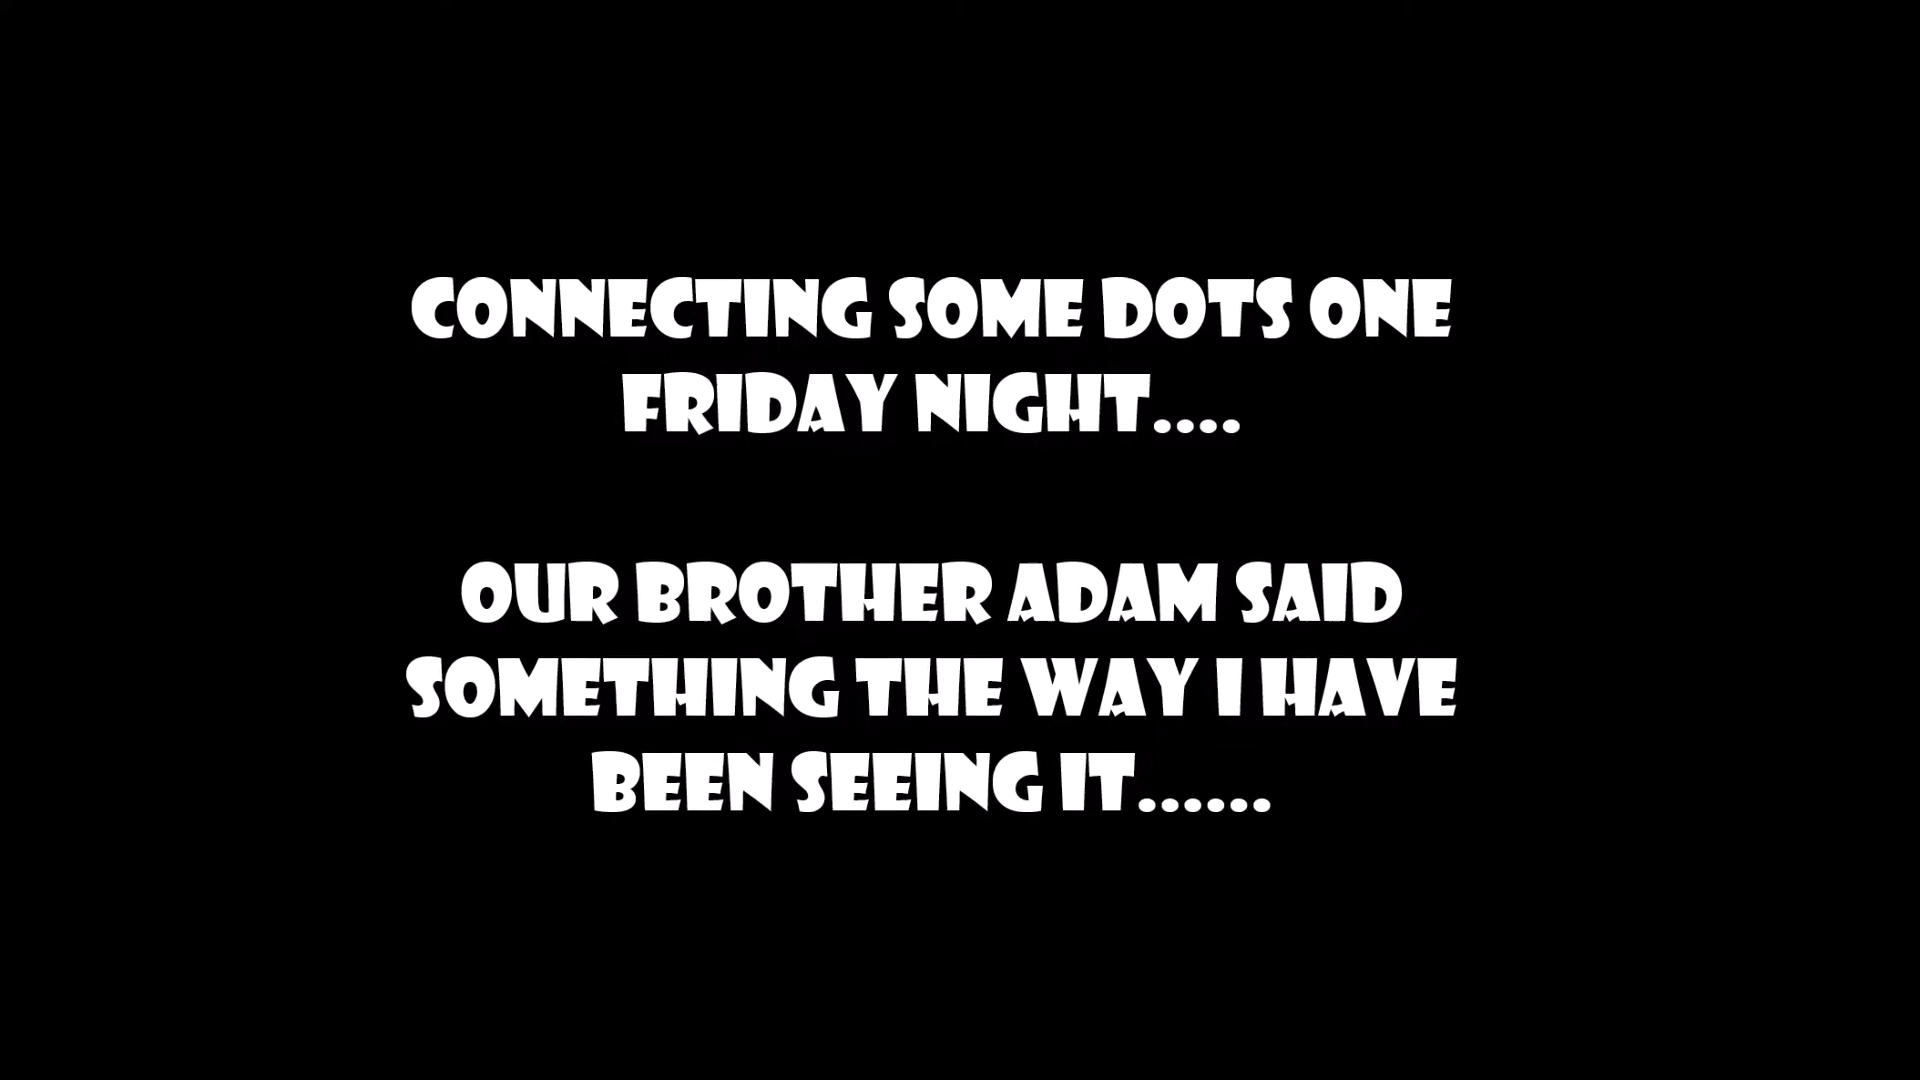 CONNECTING SOME DOTS ONE
FRIDAY NIGHT....
OUR BROTHER ADAM SAID
SOMETHING THE WAY I HAVE
BEEN SEEING IT......